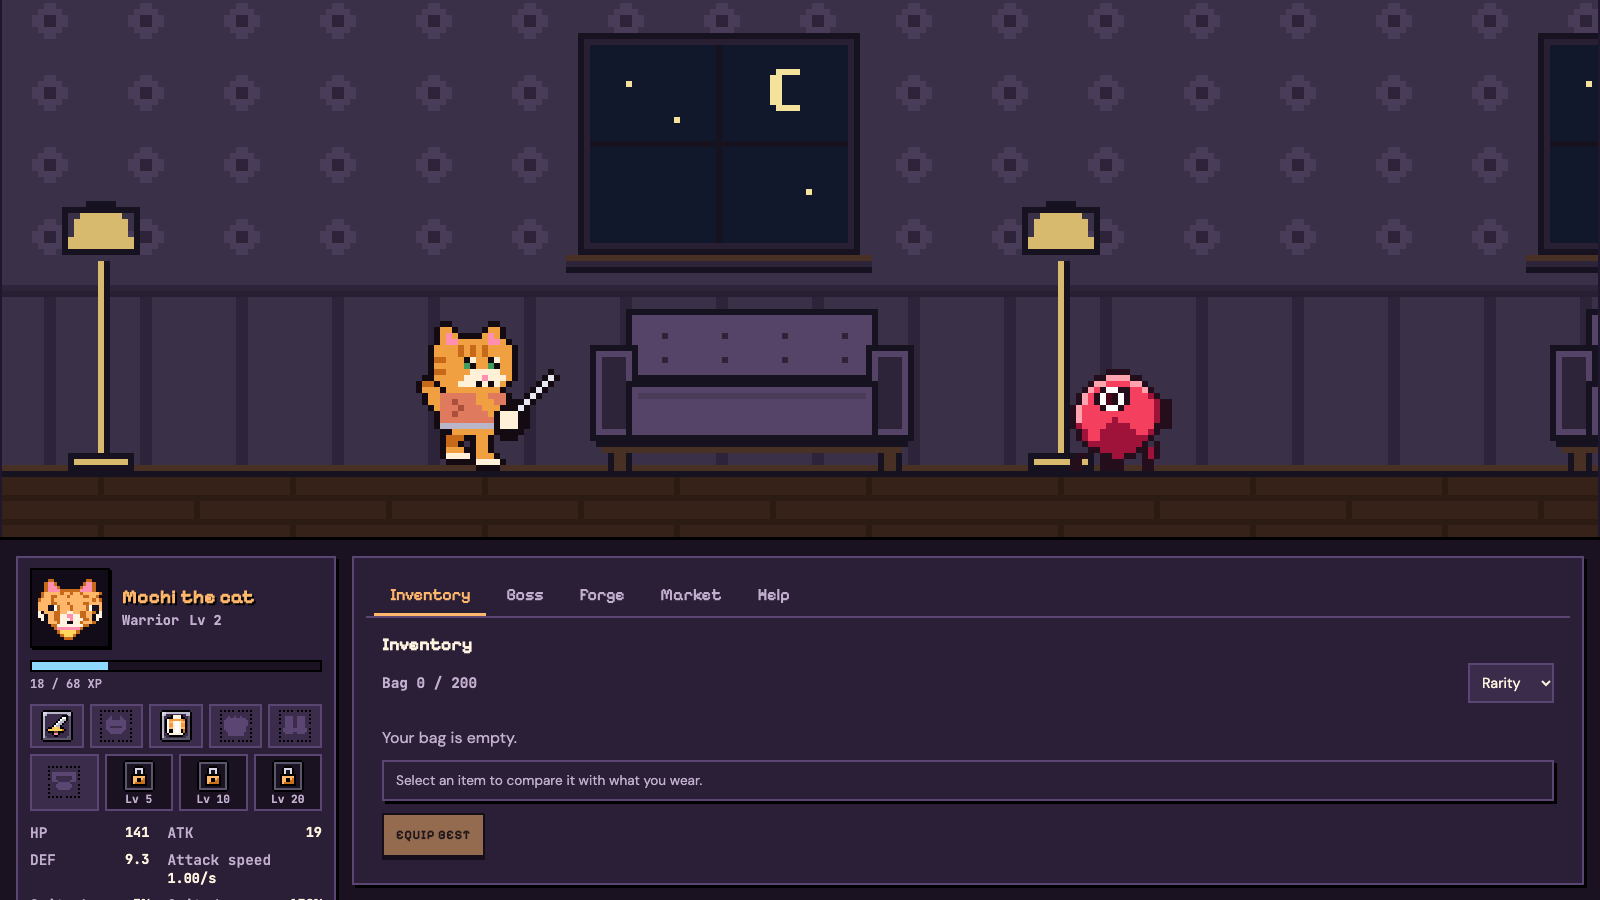 Mochi the cat
Warrior Lv 2
18 / 68 XP
Lv 5
Lv 10
Lv 20
HP 141 ATK 19
DEF 9.3 Attack speed
1.00/s
Inventory Boss Forge Market Help
Inventory
Bag 0 / 200
Rarity
Your bag is empty.
Select an item to compare it with what you wear.
EQUIP BEST